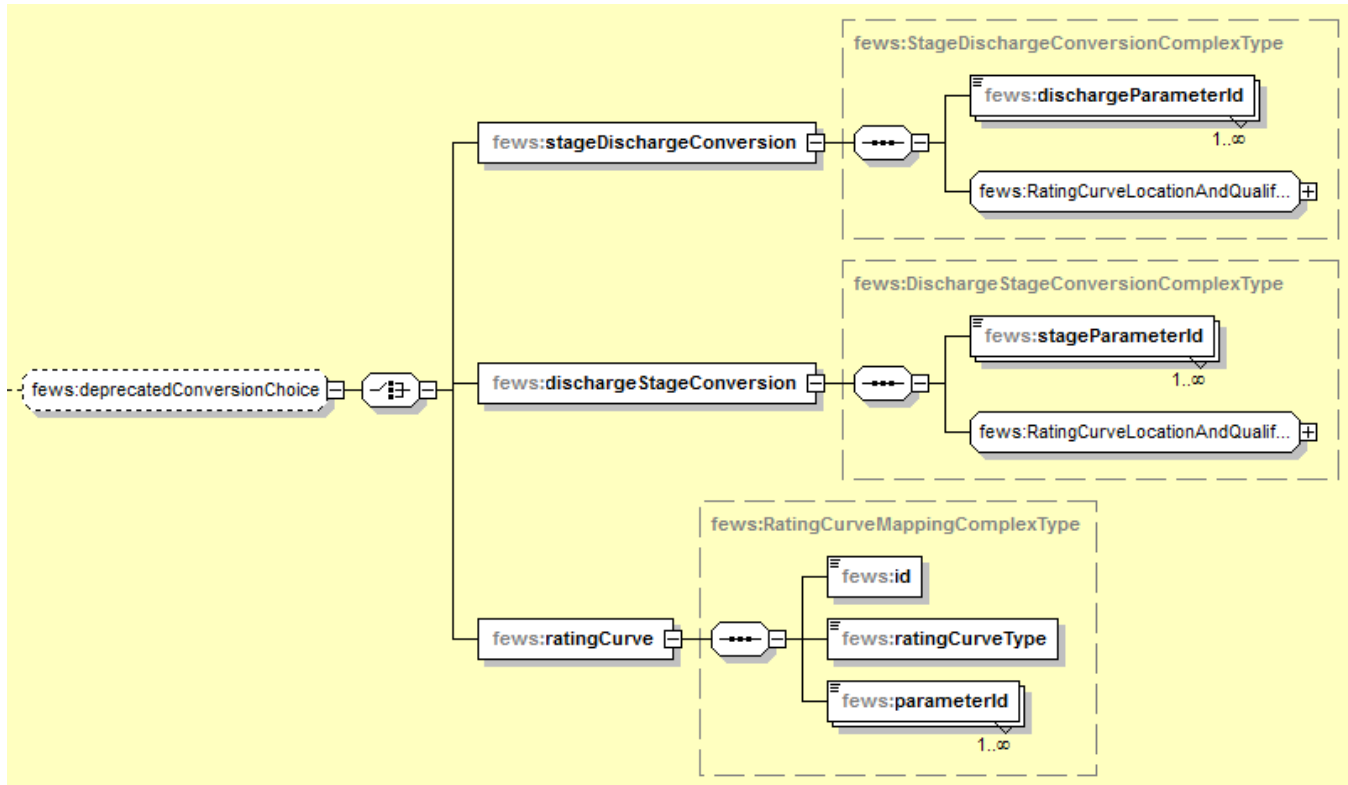 fews:StageDischargeConversionComplexType
fews:dischargeParameterId
1..∞
fews:stageDischargeConversion
fews:RatingCurveLocationAndQualif...
fews:DischargeStageConversionComplexType
fews:stageParameterId
1..∞
fews:deprecatedConversionChoice
fews:dischargeStageConversion
fews:RatingCurveLocationAndQualif...
fews:RatingCurveMappingComplexType
fews:id
fews:ratingCurve
fews:ratingCurveType
fews:parameterId
1..∞